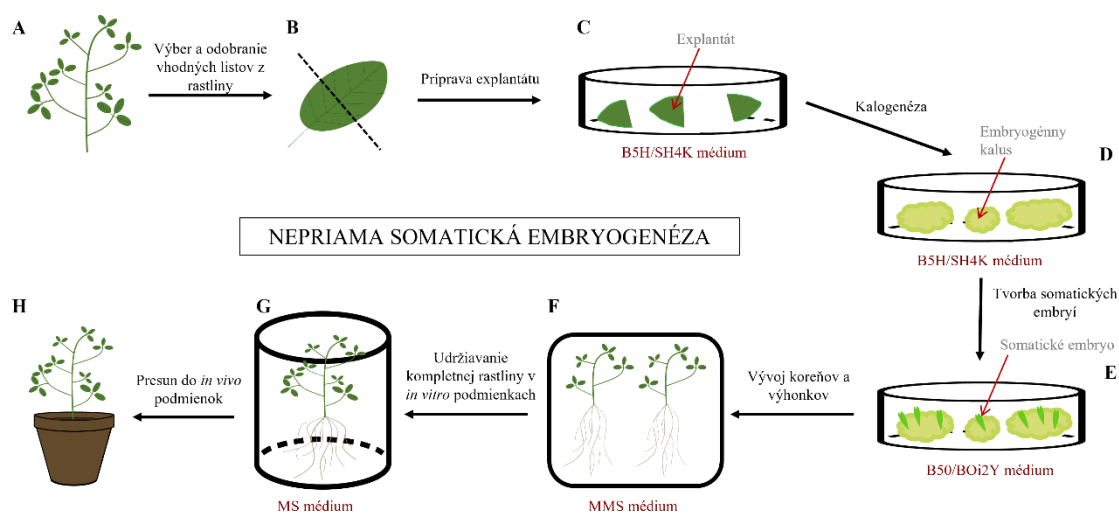 A
Výber a odobranie
vhodných listov z
rastliny
B
Príprava explantátu
C
Explantát
B5H/SH4K médium
Kalogenéza
Embryogénny
kalus
D
B5H/SH4K médium
NEPRIAMA SOMATICKÁ EMBRYOGENÉZA
Tvorba somatických
embryí
Somatické embryo
E
B50/BOi2Y médium
Vývoj koreňov a
výhonkov
F
MMS médium
Udržiavanie
kompletnej rastliny v
in vitro podmienkach
G
MS médium
Presun do in vivo
podmienok
H